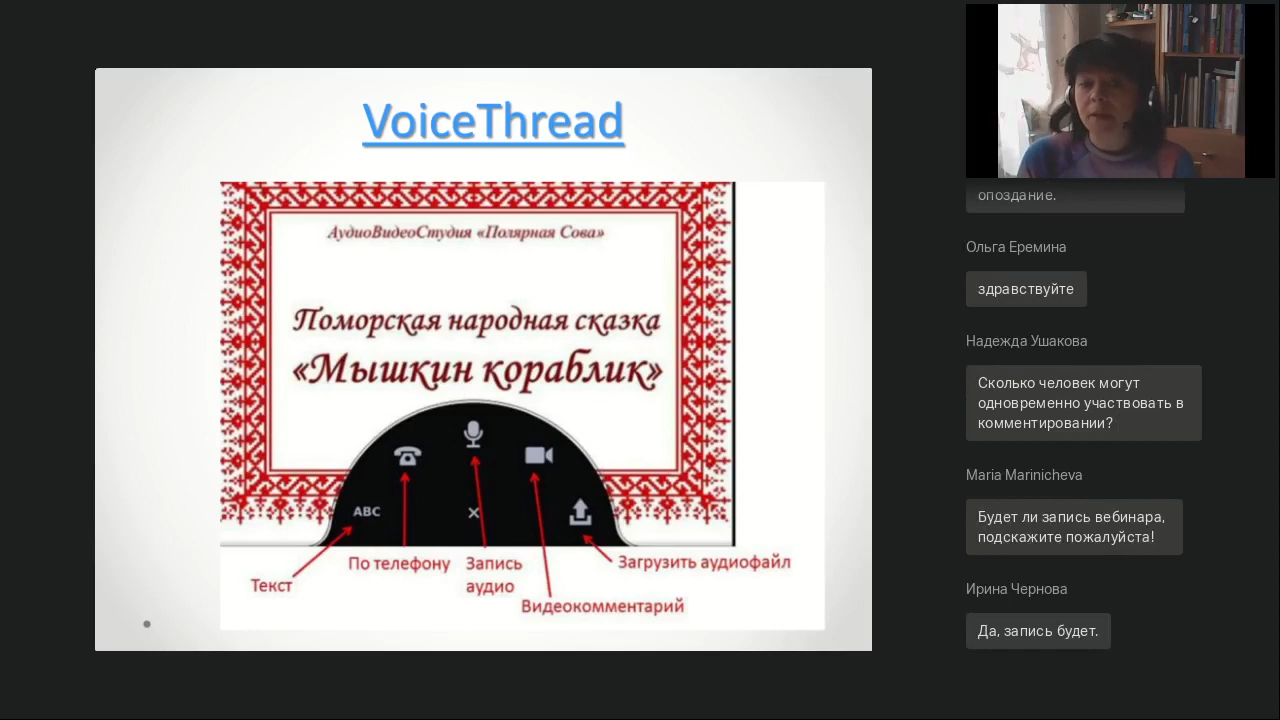 VoiceThread
АудиоВидеоСтудия «Полярная Сова»
Поморская народная сказка
«Мышкин кораблик»
ABC
×
Текст
По телефону
Запись
аудио
Видеокомментарий
Загрузить аудиофайл
опоздание.
Ольга Еремина
здравствуйте
Надежда Ушакова
Сколько человек могут
одновременно участвовать в
комментировании?
Maria Marinicheva
Будет ли запись вебинара,
подскажите пожалуйста!
Ирина Чернова
Да, запись будет.